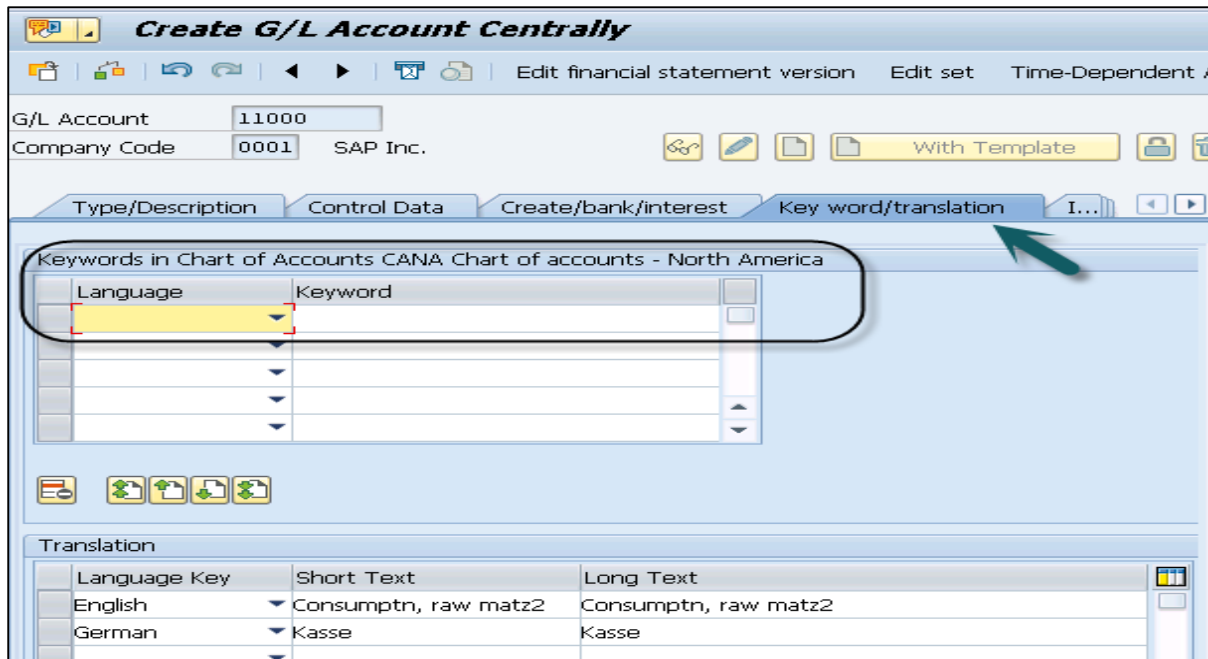 Create G/L Account Centrally
Edit financial statement version Edit set Time-Dependent
G/L Account 11000
Company Code 0001 SAP Inc. With Template
Type/Description Control Data Create/bank/interest Key word/translation I...
Keywords in Chart of Accounts CANA Chart of accounts - North America
Language Keyword
Translation
Language Key Short Text Long Text
English Consumptn, raw matz2 Consumptn, raw matz2
German Kasse Kasse